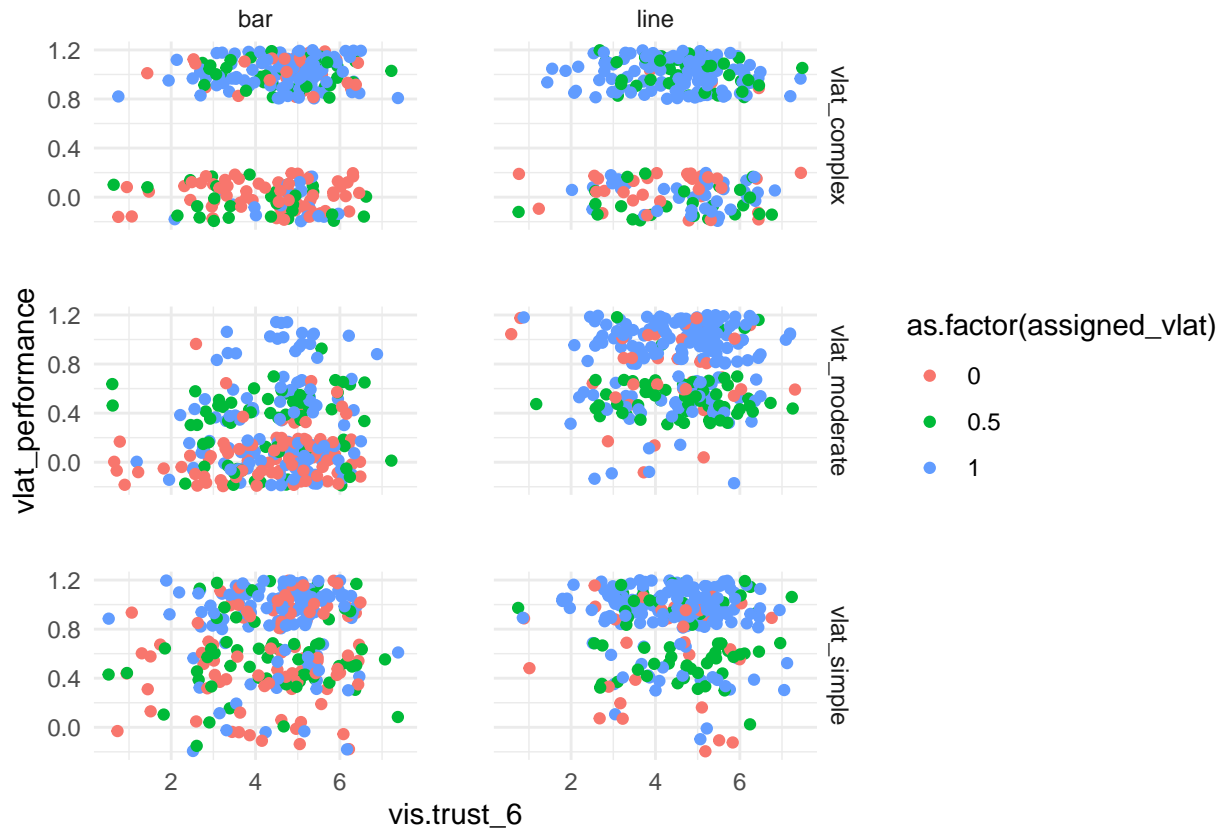 bar
line
1.2
0.8
0.4
0.0
vlat_complex
1.2
0.8
0.4
0.0
vlat_moderate
1.2
0.8
0.4
0.0
vlat_simple
2
4
6
2
4
6
vis.trust_6
vlat_performance
as.factor(assigned_vlat)
0
0.5
1